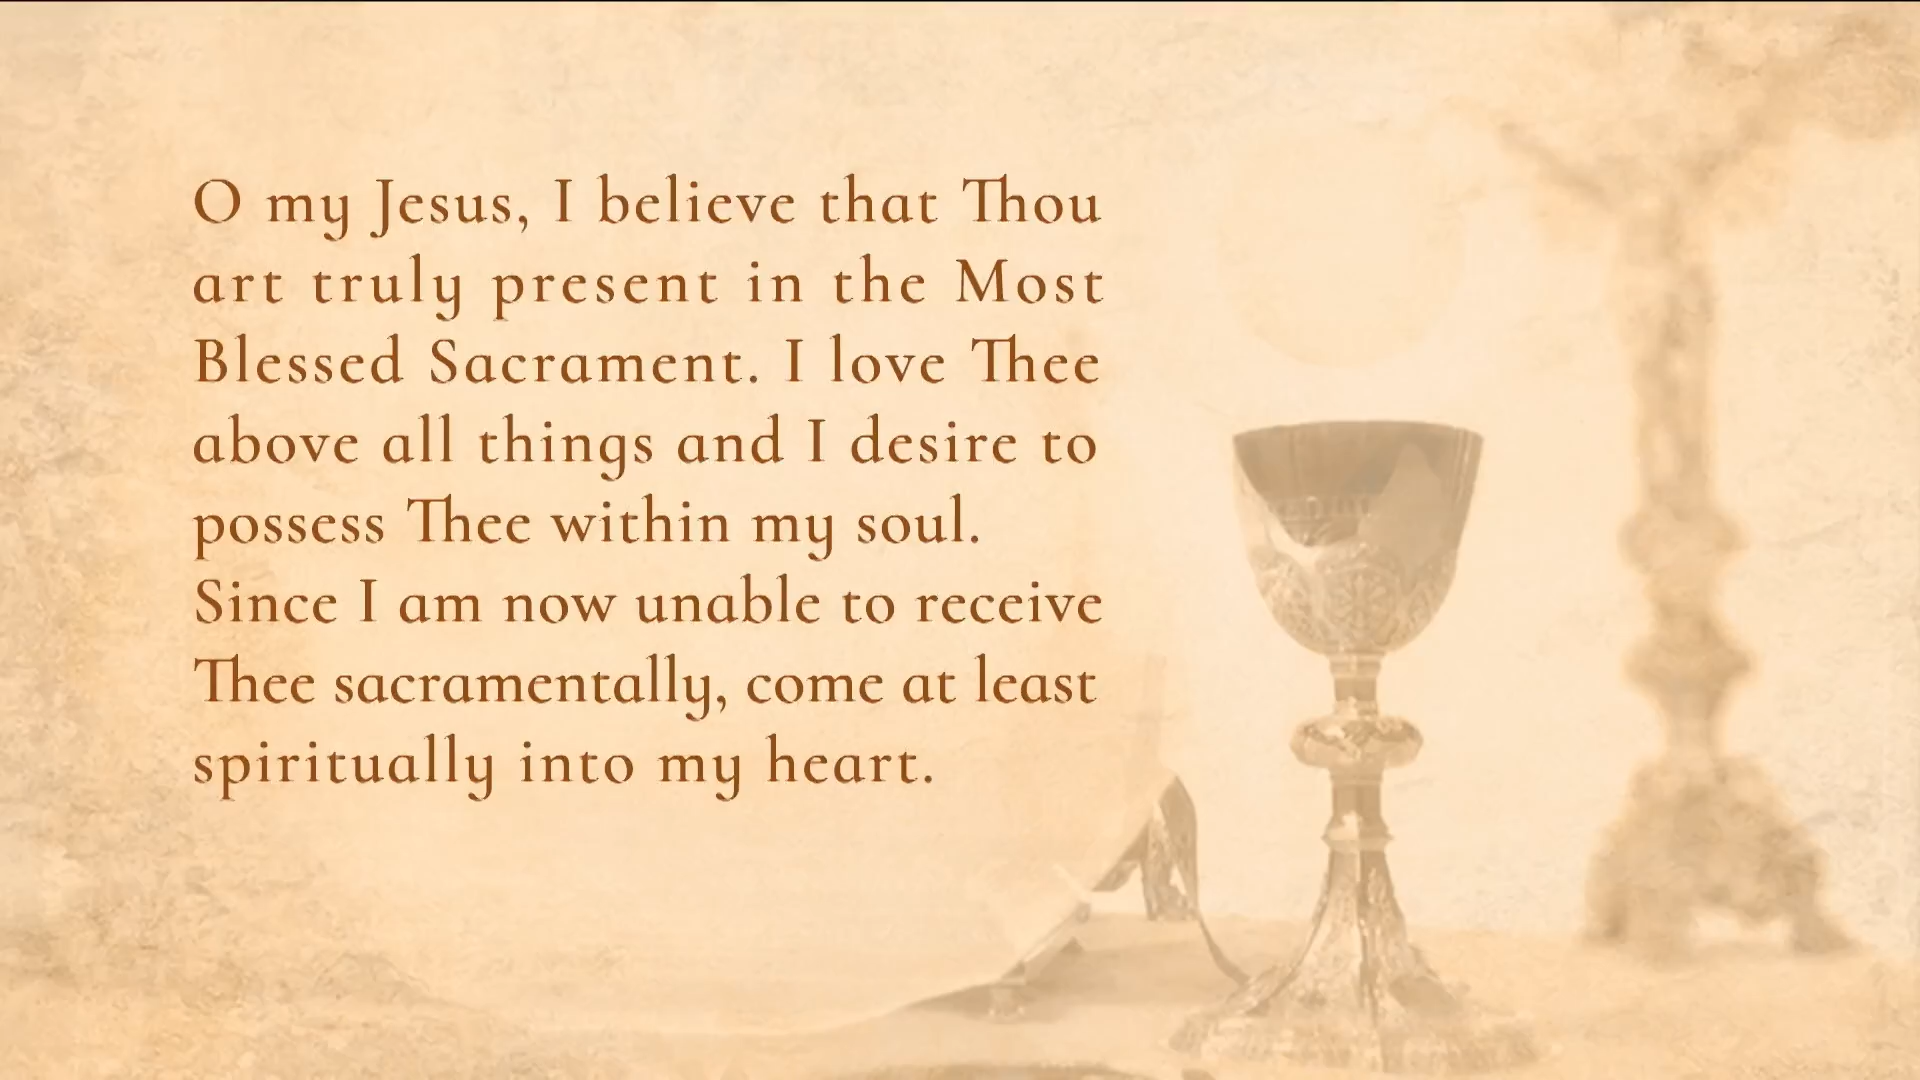 O my Jesus, I believe that Thou
art truly present in the Most
Blessed Sacrament. I love Thee
above all things and I desire to
possess Thee within my soul.
Since I am now unable to receive
Thee sacramentally, come at least
spiritually into my heart.